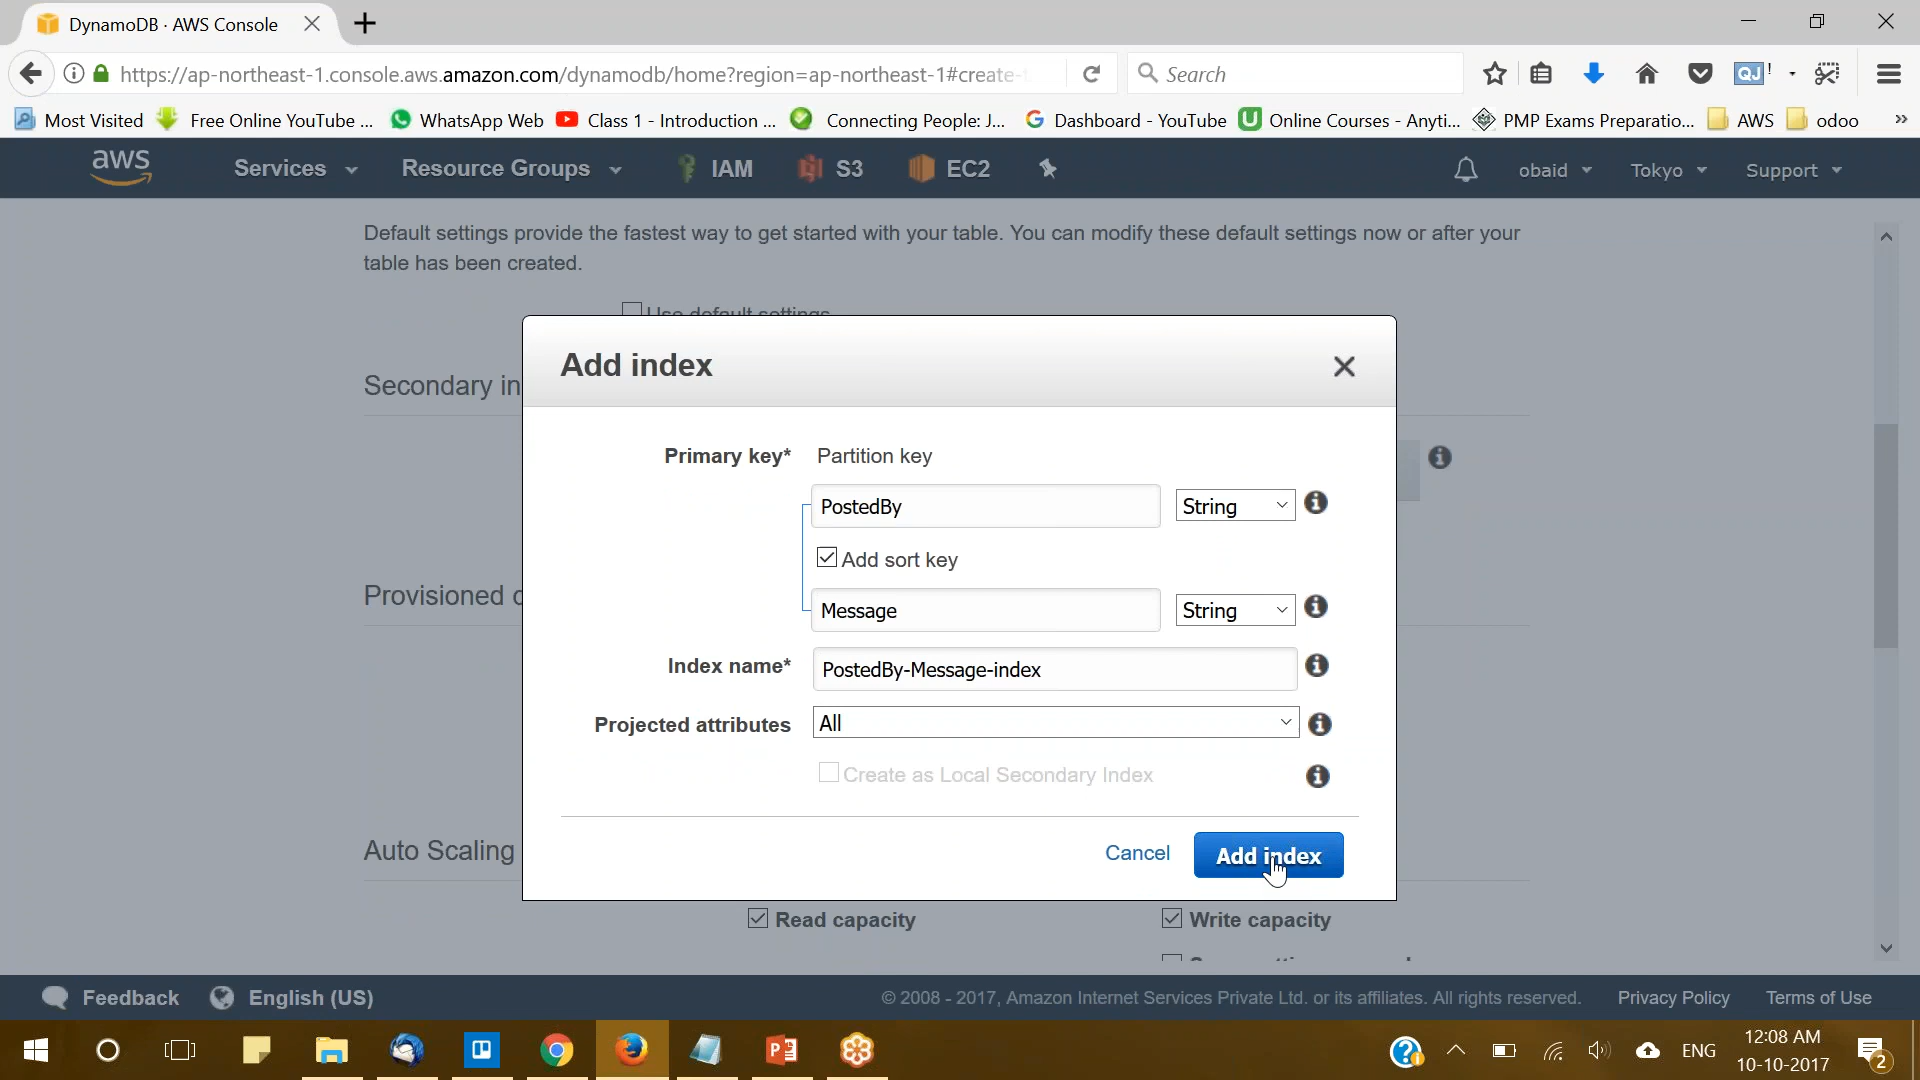 DynamoDB · AWS Console
https://ap-northeast-1.console.aws.amazon.com/dynamodb/home?region=ap-northeast-1#create-
Search
QJ !
Most Visited
Free Online YouTube ...
WhatsApp Web
Class 1 - Introduction ...
Connecting People: J...
Dashboard - YouTube
Online Courses - Anyti...
PMP Exams Preparatio...
AWS
odoo
aws
Services
Resource Groups
IAM
S3
EC2
obaid
Tokyo
Support
Default settings provide the fastest way to get started with your table. You can modify these default settings now or after your
table has been created.
Use default settings
Secondary in
Add index
Primary key* Partition key
PostedBy String
Add sort key
Message String
Index name* PostedBy-Message-index
Projected attributes All
Create as Local Secondary Index
Cancel Add index
Provisioned c
Auto Scaling
Read capacity
Write capacity
Feedback
English (US)
© 2008 - 2017, Amazon Internet Services Private Ltd. or its affiliates. All rights reserved.
Privacy Policy
Terms of Use
ENG
12:08 AM
10-10-2017
2